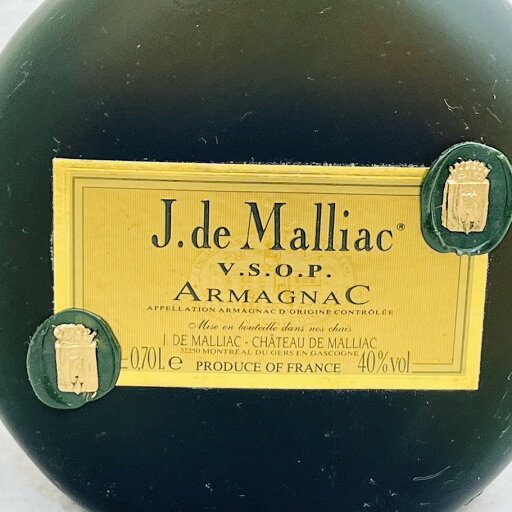 J. de Malliac®
V.S.O.P.
ARMAGNAC
APPELLATION ARMAGNAC D'ORIGINE CONTRÔLÉE
Mise en bouteille dans nos chais
J. DE MALLIAC - CHÂTEAU DE MALLIAC
32250 MONTRÉAL DU GERS EN GASCOGNE
0,70L e PRODUCE OF FRANCE 40%vol